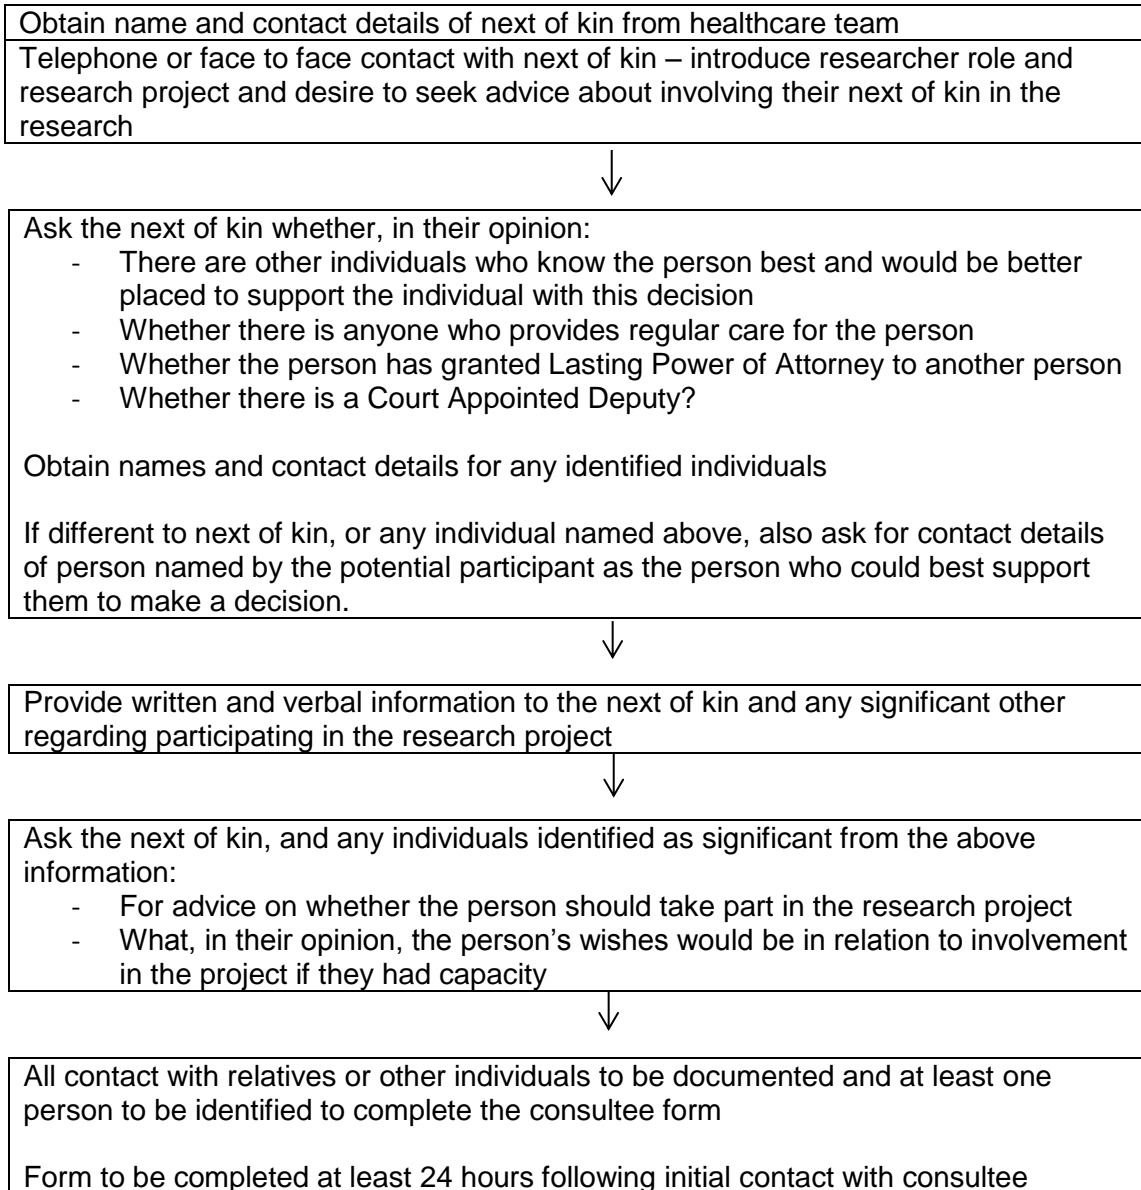 Obtain name and contact details of next of kin from healthcare team
Telephone or face to face contact with next of kin – introduce researcher role and
research project and desire to seek advice about involving their next of kin in the
research
Ask the next of kin whether, in their opinion:
- There are other individuals who know the person best and would be better
placed to support the individual with this decision
- Whether there is anyone who provides regular care for the person
- Whether the person has granted Lasting Power of Attorney to another person
- Whether there is a Court Appointed Deputy?
Obtain names and contact details for any identified individuals
If different to next of kin, or any individual named above, also ask for contact details
of person named by the potential participant as the person who could best support
them to make a decision.
Provide written and verbal information to the next of kin and any significant other
regarding participating in the research project
Ask the next of kin, and any individuals identified as significant from the above
information:
- For advice on whether the person should take part in the research project
- What, in their opinion, the person’s wishes would be in relation to involvement
in the project if they had capacity
All contact with relatives or other individuals to be documented and at least one
person to be identified to complete the consultee form
Form to be completed at least 24 hours following initial contact with consultee